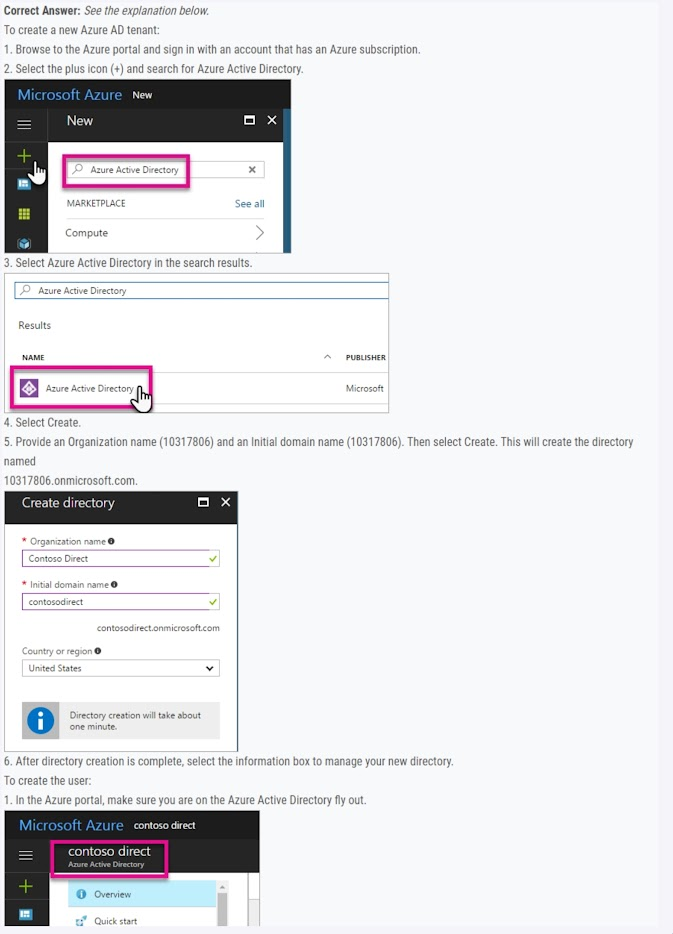 Correct Answer: See the explanation below.
To create a new Azure AD tenant:
1. Browse to the Azure portal and sign in with an account that has an Azure subscription.
2. Select the plus icon (+) and search for Azure Active Directory.
Microsoft Azure New
New
Azure Active Directory
MARKETPLACE See all
Compute
3. Select Azure Active Directory in the search results.
Azure Active Directory
Results
NAME PUBLISHER
Azure Active Directory Microsoft
4. Select Create.
5. Provide an Organization name (10317806) and an Initial domain name (10317806). Then select Create. This will create the directory
named
10317806.onmicrosoft.com.
Create directory
* Organization name
Contoso Direct
* Initial domain name
contosodirect
contosodirect.onmicrosoft.com
Country or region
United States
Directory creation will take about
one minute.
6. After directory creation is complete, select the information box to manage your new directory.
To create the user:
1. In the Azure portal, make sure you are on the Azure Active Directory fly out.
Microsoft Azure contoso direct
contoso direct
Azure Active Directory
Overview
Quick start